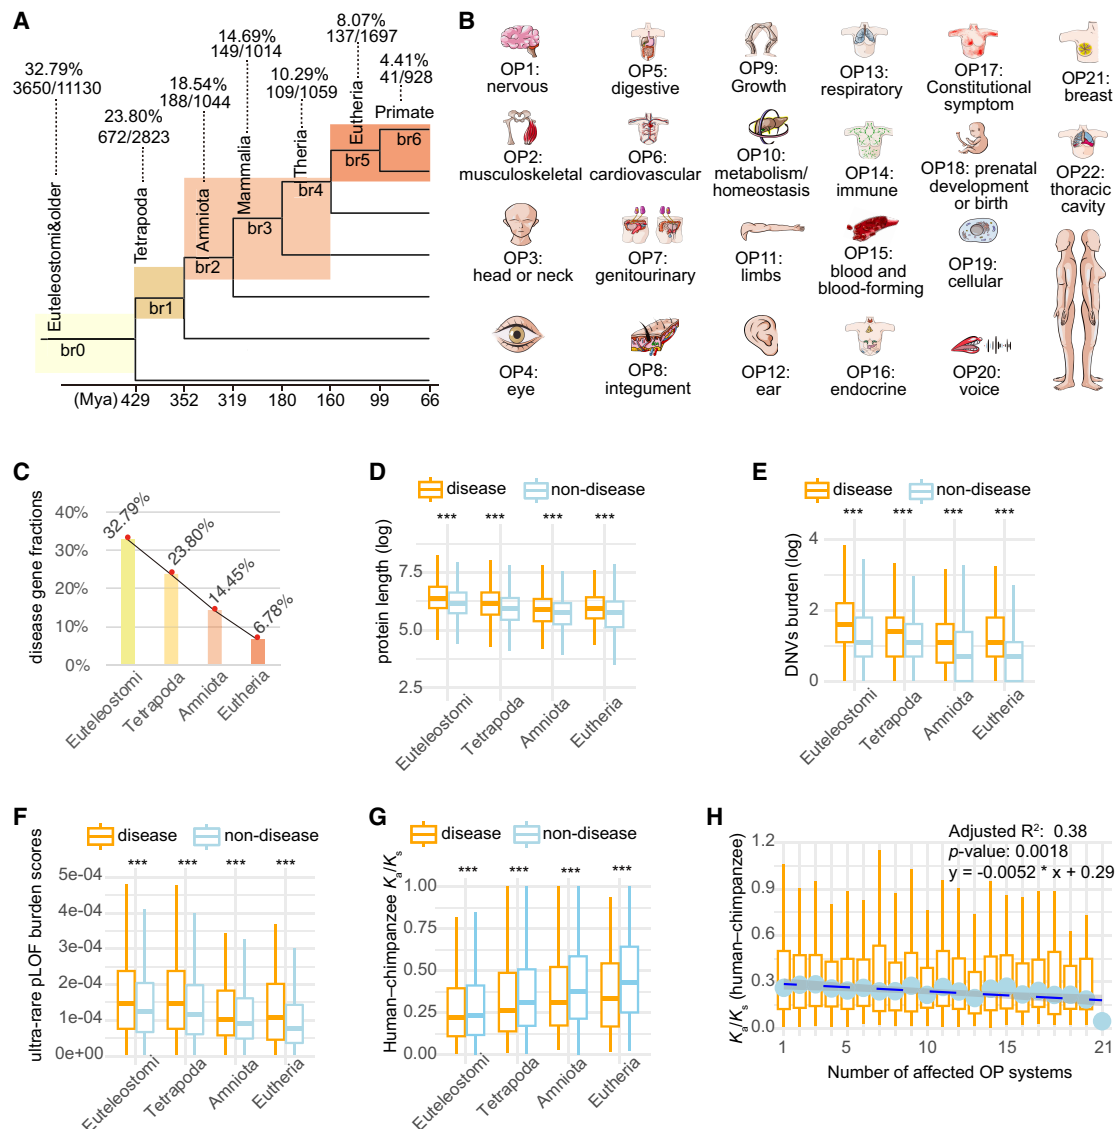 A
32.79%
3650/11130
23.80%
672/2823
18.54%
188/1044
14.69%
149/1014
10.29%
109/1059
8.07%
137/1697
4.41%
41/928
Euteleostomi&older
Tetrapoda
Amniota
Mammalia
Theria
Eutheria
Primate
br0
br1
br2
br3
br4
br5
br6
(Mya) 429 352 319 180 160 99 66
B
OP1:
nervous
OP5:
digestive
OP9:
Growth
OP13:
respiratory
OP17:
Constitutional
symptom
OP21:
breast
OP2:
musculoskeletal
OP6:
cardiovascular
OP10:
metabolism/
homeostasis
OP14:
immune
OP18: prenatal
development
or birth
OP22:
thoracic
cavity
OP3:
head or neck
OP7:
genitourinary
OP11:
limbs
OP15:
blood and
blood-forming
OP19:
cellular
OP4:
eye
OP8:
integument
OP12:
ear
OP16:
endocrine
OP20:
voice
C
disease gene fractions
40%
30%
20%
10%
0%
32.79%
23.80%
14.45%
6.78%
Euteleostomi
Tetrapoda
Amniota
Eutheria
D
disease non-disease
*** *** *** ***
protein length (log)
7.5
5.0
2.5
Euteleostomi
Tetrapoda
Amniota
Eutheria
E
disease non-disease
*** *** *** ***
DNVs burden (log)
4
2
0
Euteleostomi
Tetrapoda
Amniota
Eutheria
F
disease non-disease
*** *** *** ***
ultra-rare pLOF burden scores
5e-04
4e-04
3e-04
2e-04
1e-04
0e+00
Euteleostomi
Tetrapoda
Amniota
Eutheria
G
disease non-disease
*** *** *** ***
Human–chimpanzee Ka/Ks
1.00
0.75
0.50
0.25
0.00
Euteleostomi
Tetrapoda
Amniota
Eutheria
H
Adjusted R²: 0.38
p-value: 0.0018
y = -0.0052 * x + 0.29
Ka/Ks (human–chimpanzee)
1.2
0.9
0.6
0.3
0.0
1 5 10 15 21
Number of affected OP systems